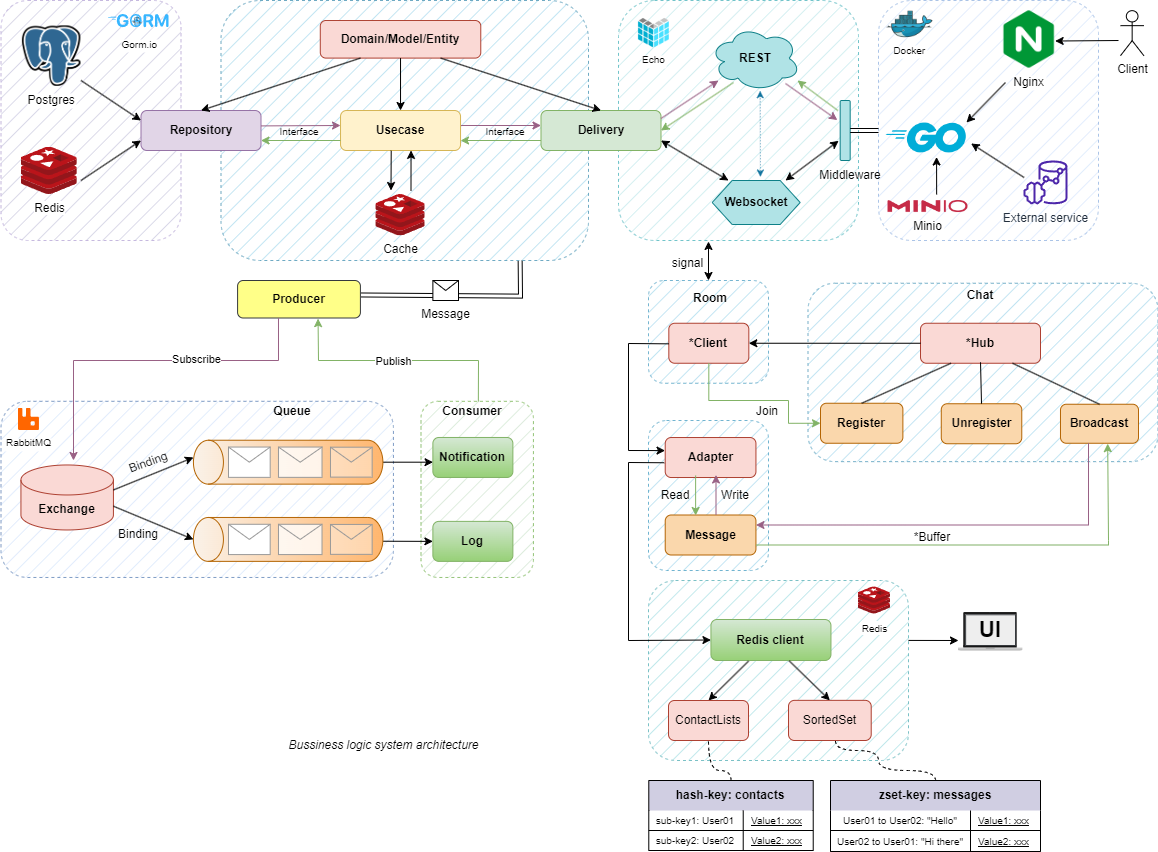 GORM
Gorm.io
Postgres
Redis
Repository
Domain/Model/Entity
Interface
Usecase
Interface
Delivery
Cache
Echo
REST
Websocket
Middleware
Docker
N
Nginx
Client
GO
MINIO
Minio
External service
signal
Producer
Message
Subscribe
Publish
RabbitMQ
Queue
Exchange
Binding
Binding
Consumer
Notification
Log
Room
*Client
Join
Chat
*Hub
Register
Unregister
Broadcast
Adapter
Read
Write
Message
*Buffer
Redis
Redis client
UI
ContactLists
SortedSet
Bussiness logic system architecture
hash-key: contacts
sub-key1: User01 Value1: xxx
sub-key2: User02 Value2: xxx
zset-key: messages
User01 to User02: "Hello" Value1: xxx
User02 to User01: "Hi there" Value2: xxx